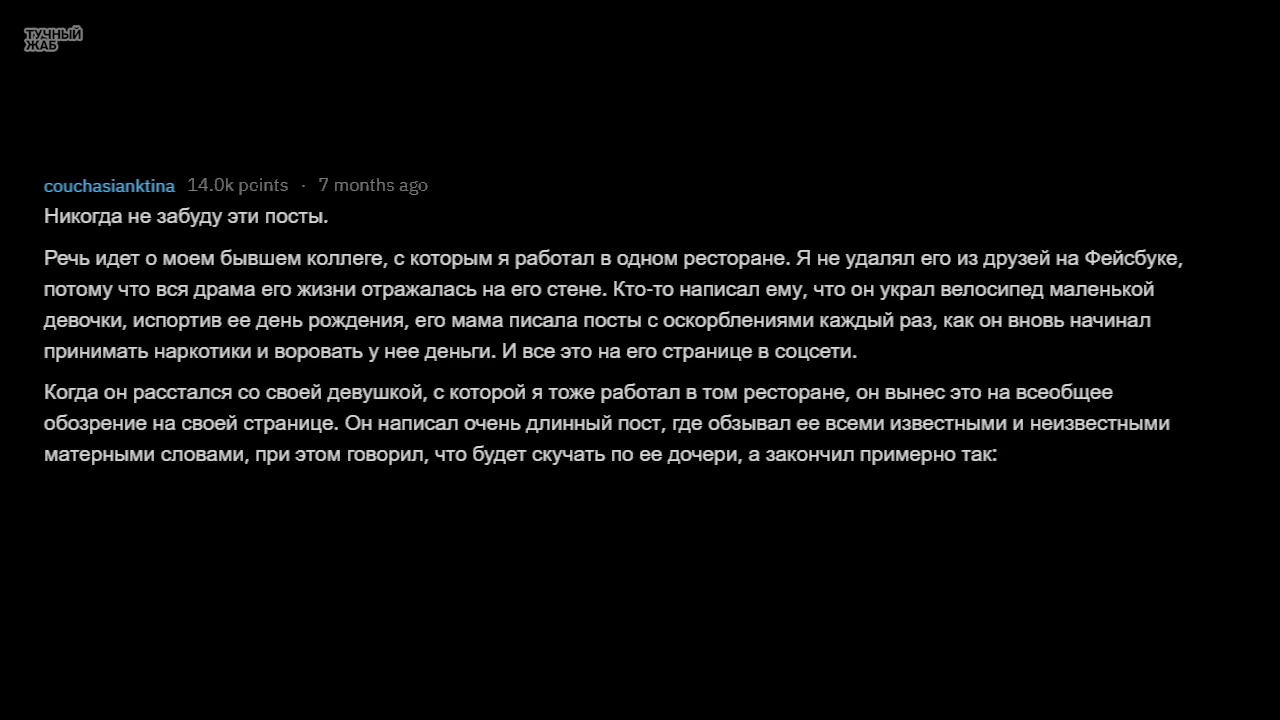 ТУЧНЫЙ
ЖАБ
couchasianktina 14.0k points · 7 months ago
Никогда не забуду эти посты.
Речь идет о моем бывшем коллеге, с которым я работал в одном ресторане. Я не удалял его из друзей на Фейсбуке,
потому что вся драма его жизни отражалась на его стене. Кто-то написал ему, что он украл велосипед маленькой
девочки, испортив ее день рождения, его мама писала посты с оскорблениями каждый раз, как он вновь начинал
принимать наркотики и воровать у нее деньги. И все это на его странице в соцсети.
Когда он расстался со своей девушкой, с которой я тоже работал в том ресторане, он вынес это на всеобщее
обозрение на своей странице. Он написал очень длинный пост, где обзывал ее всеми известными и неизвестными
матерными словами, при этом говорил, что будет скучать по ее дочери, а закончил примерно так: